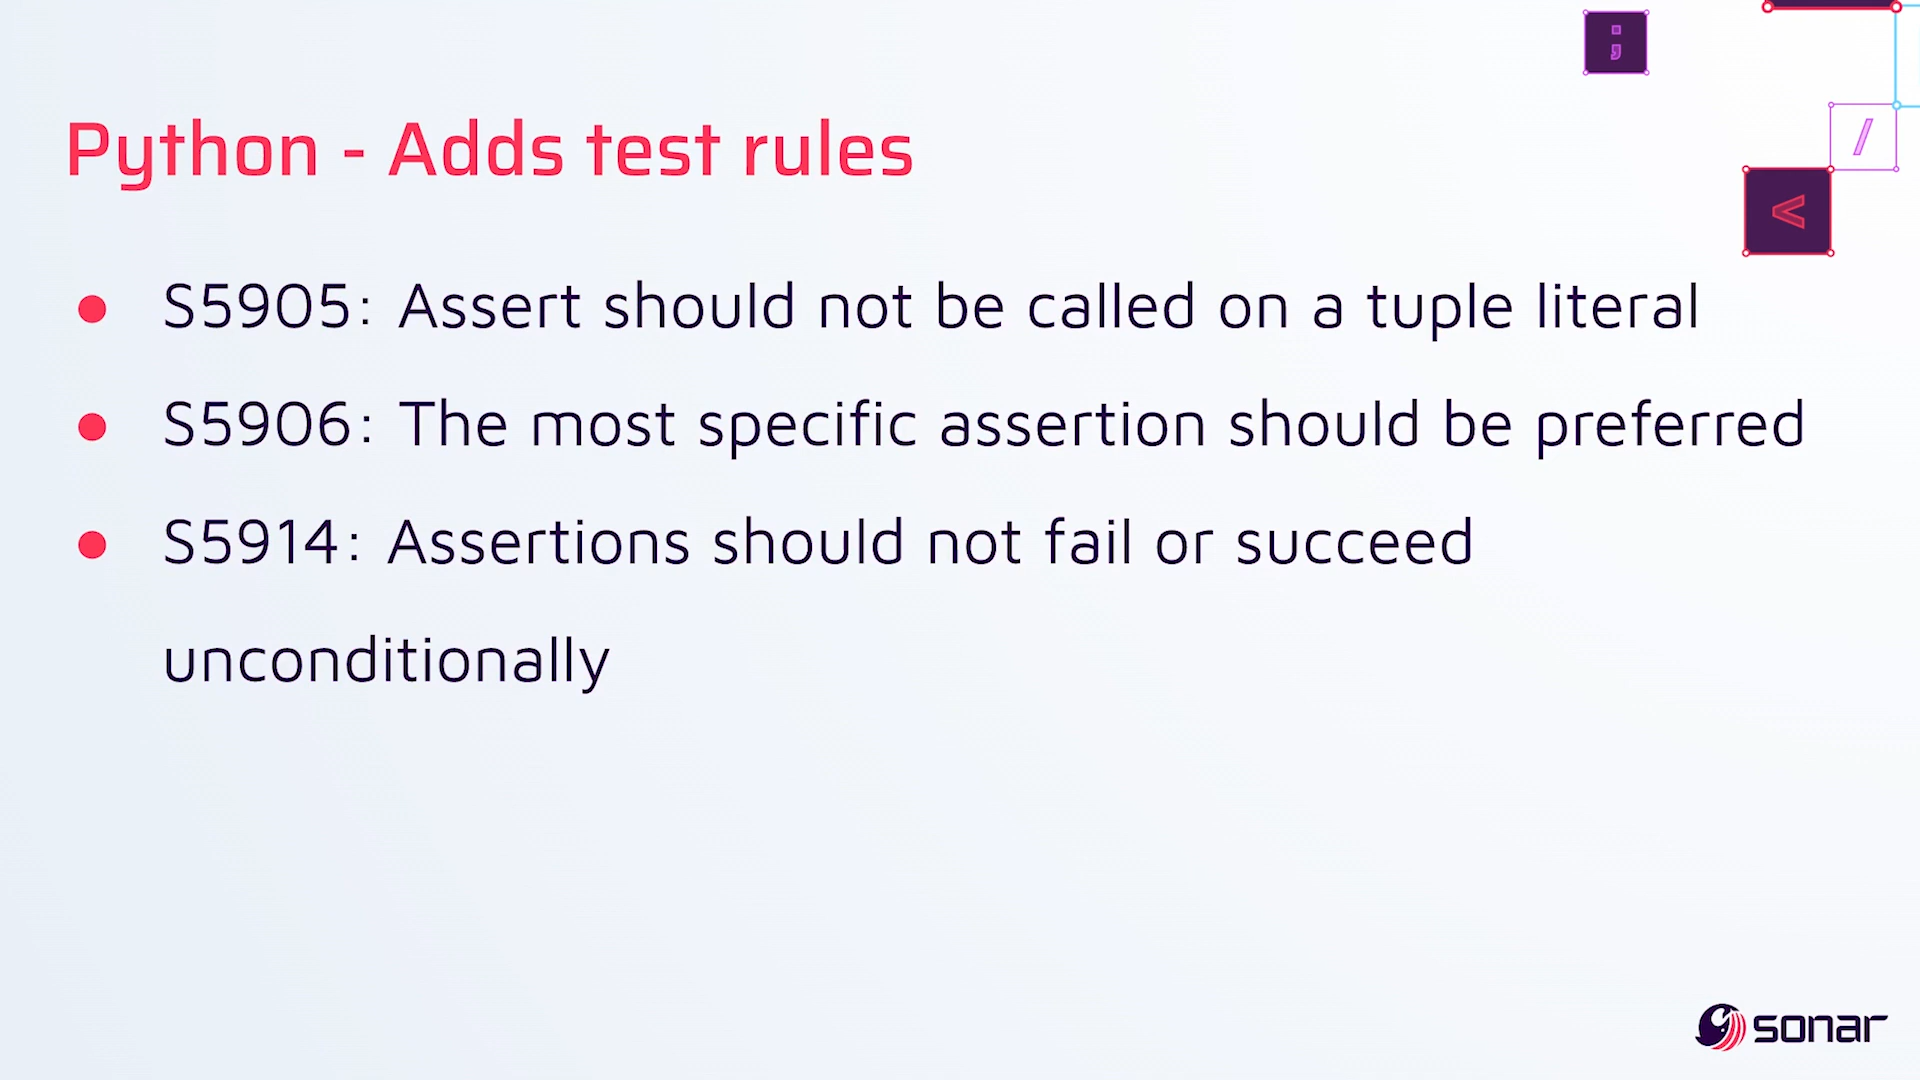 ;
/
<
Python - Adds test rules
● S5905: Assert should not be called on a tuple literal
● S5906: The most specific assertion should be preferred
● S5914: Assertions should not fail or succeed
unconditionally
sonar